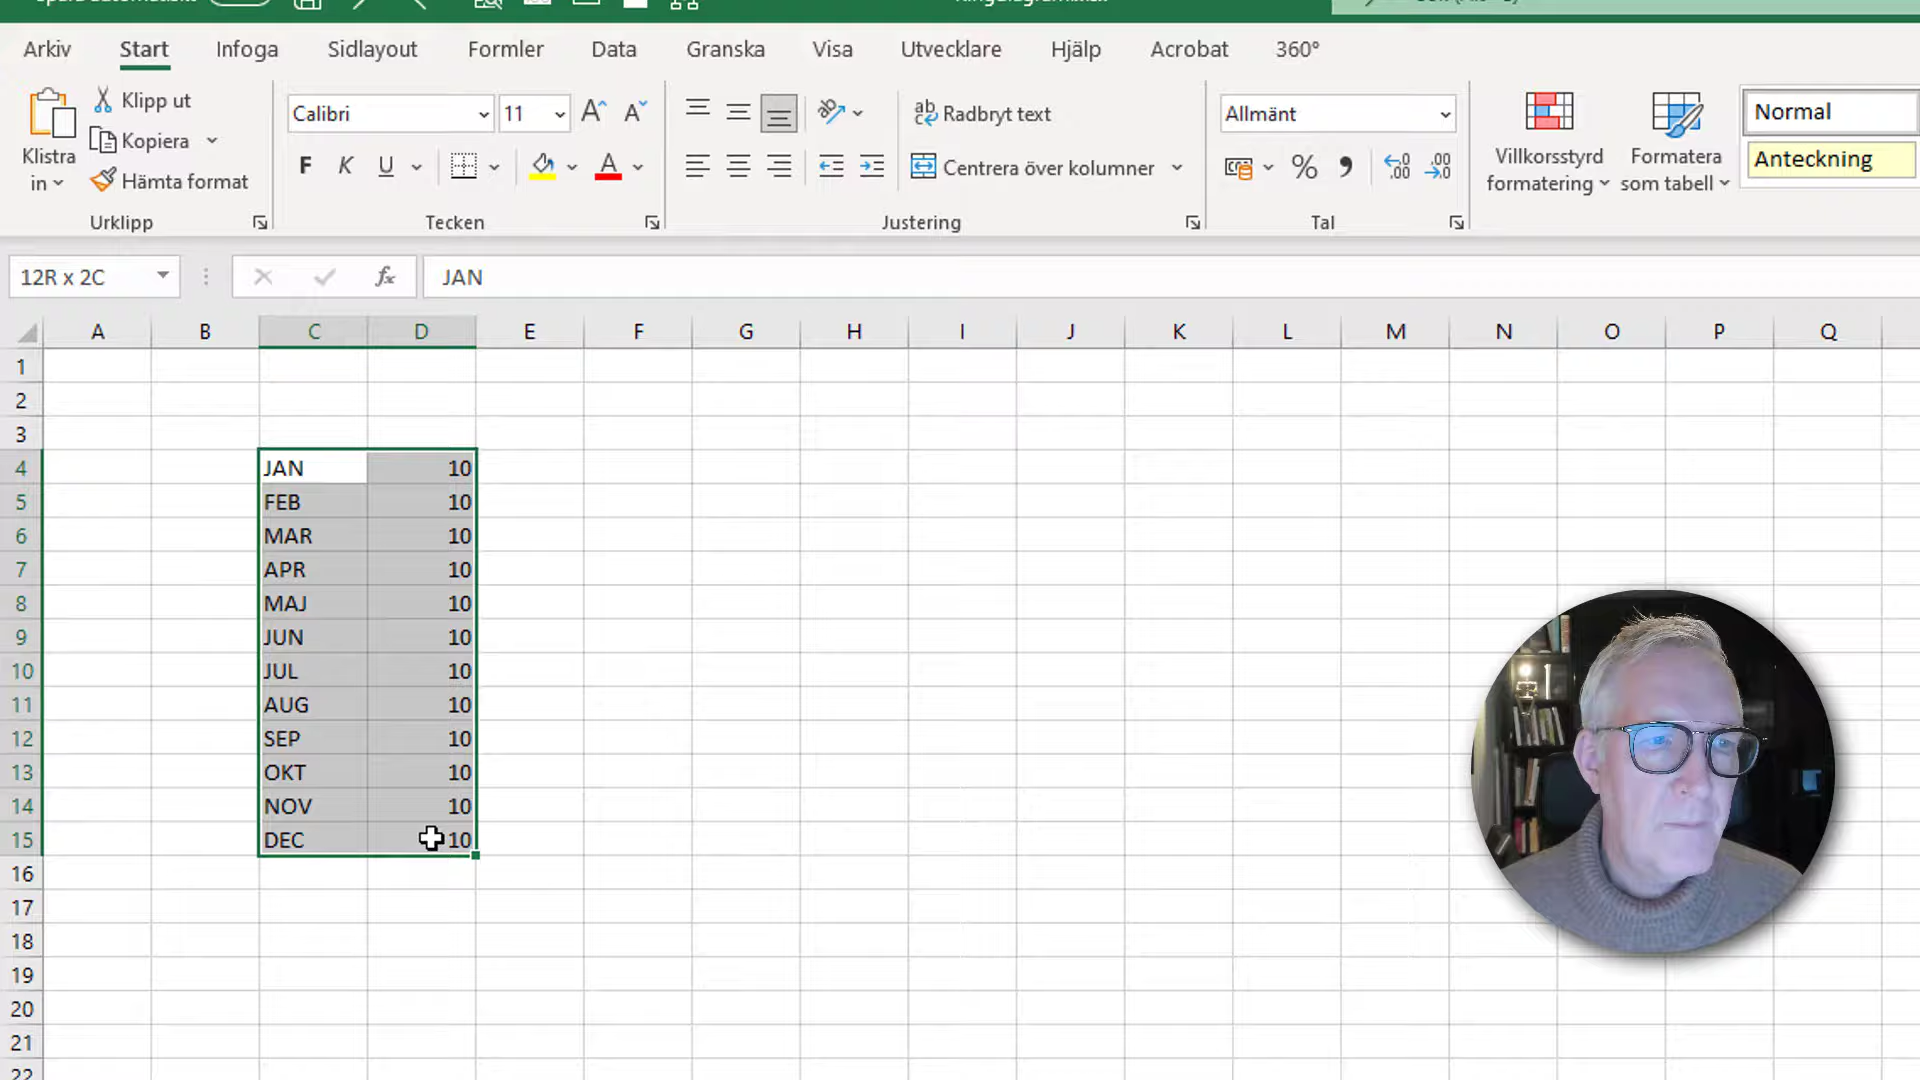 Arkiv Start Infoga Sidlayout Formler Data Granska Visa Utvecklare Hjälp Acrobat 360°
Klistra in
Klipp ut
Kopiera
Hämta format
Urklipp
Calibri 11
F K U
Tecken
Radbryt text
Centrera över kolumner
Justering
Allmänt
Tal
Villkorsstyrd
formatering
Formatera
som tabell
Normal
Anteckning
12R x 2C fx JAN
A B C D E F G H I J K L M N O P Q
1
2
3
4 JAN 10
5 FEB 10
6 MAR 10
7 APR 10
8 MAJ 10
9 JUN 10
10 JUL 10
11 AUG 10
12 SEP 10
13 OKT 10
14 NOV 10
15 DEC 10
16
17
18
19
20
21
22